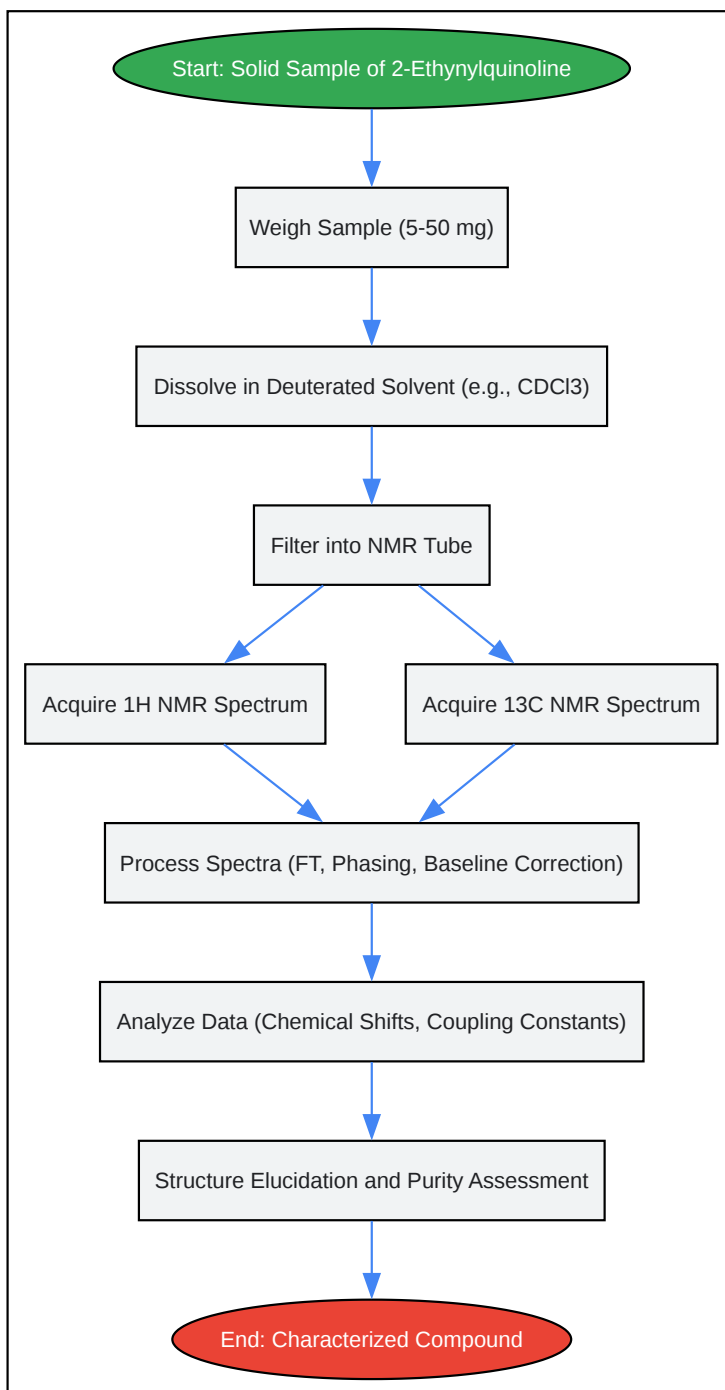 Start: Solid Sample of 2-Ethynylquinoline
Weigh Sample (5-50 mg)
Dissolve in Deuterated Solvent (e.g., CDCl3)
Filter into NMR Tube
Acquire 1H NMR Spectrum
Acquire 13C NMR Spectrum
Process Spectra (FT, Phasing, Baseline Correction)
Analyze Data (Chemical Shifts, Coupling Constants)
Structure Elucidation and Purity Assessment
End: Characterized Compound